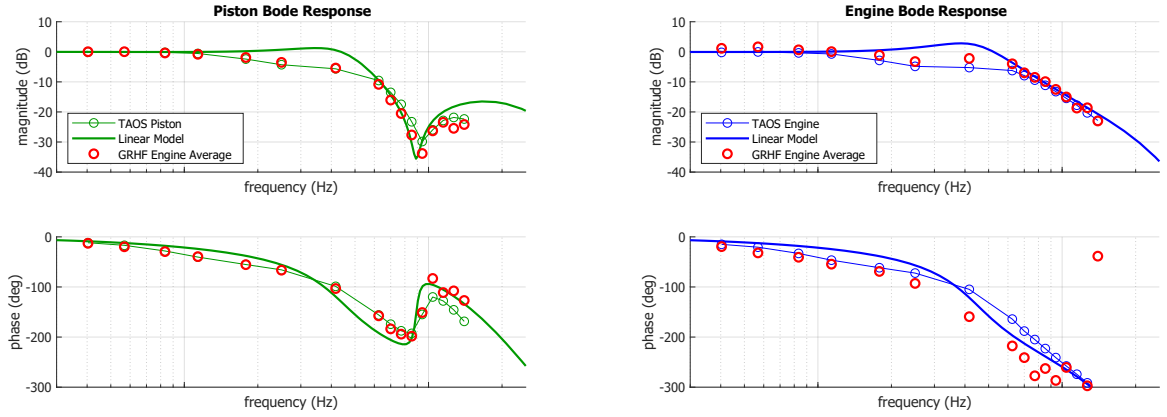 Piston Bode Response
10
0
-10
-20
-30
-40
magnitude (dB)
TAOS Piston
Linear Model
GRHF Engine Average
frequency (Hz)
Engine Bode Response
10
0
-10
-20
-30
-40
magnitude (dB)
TAOS Engine
Linear Model
GRHF Engine Average
frequency (Hz)
0
-100
-200
-300
phase (deg)
frequency (Hz)
0
-100
-200
-300
phase (deg)
frequency (Hz)